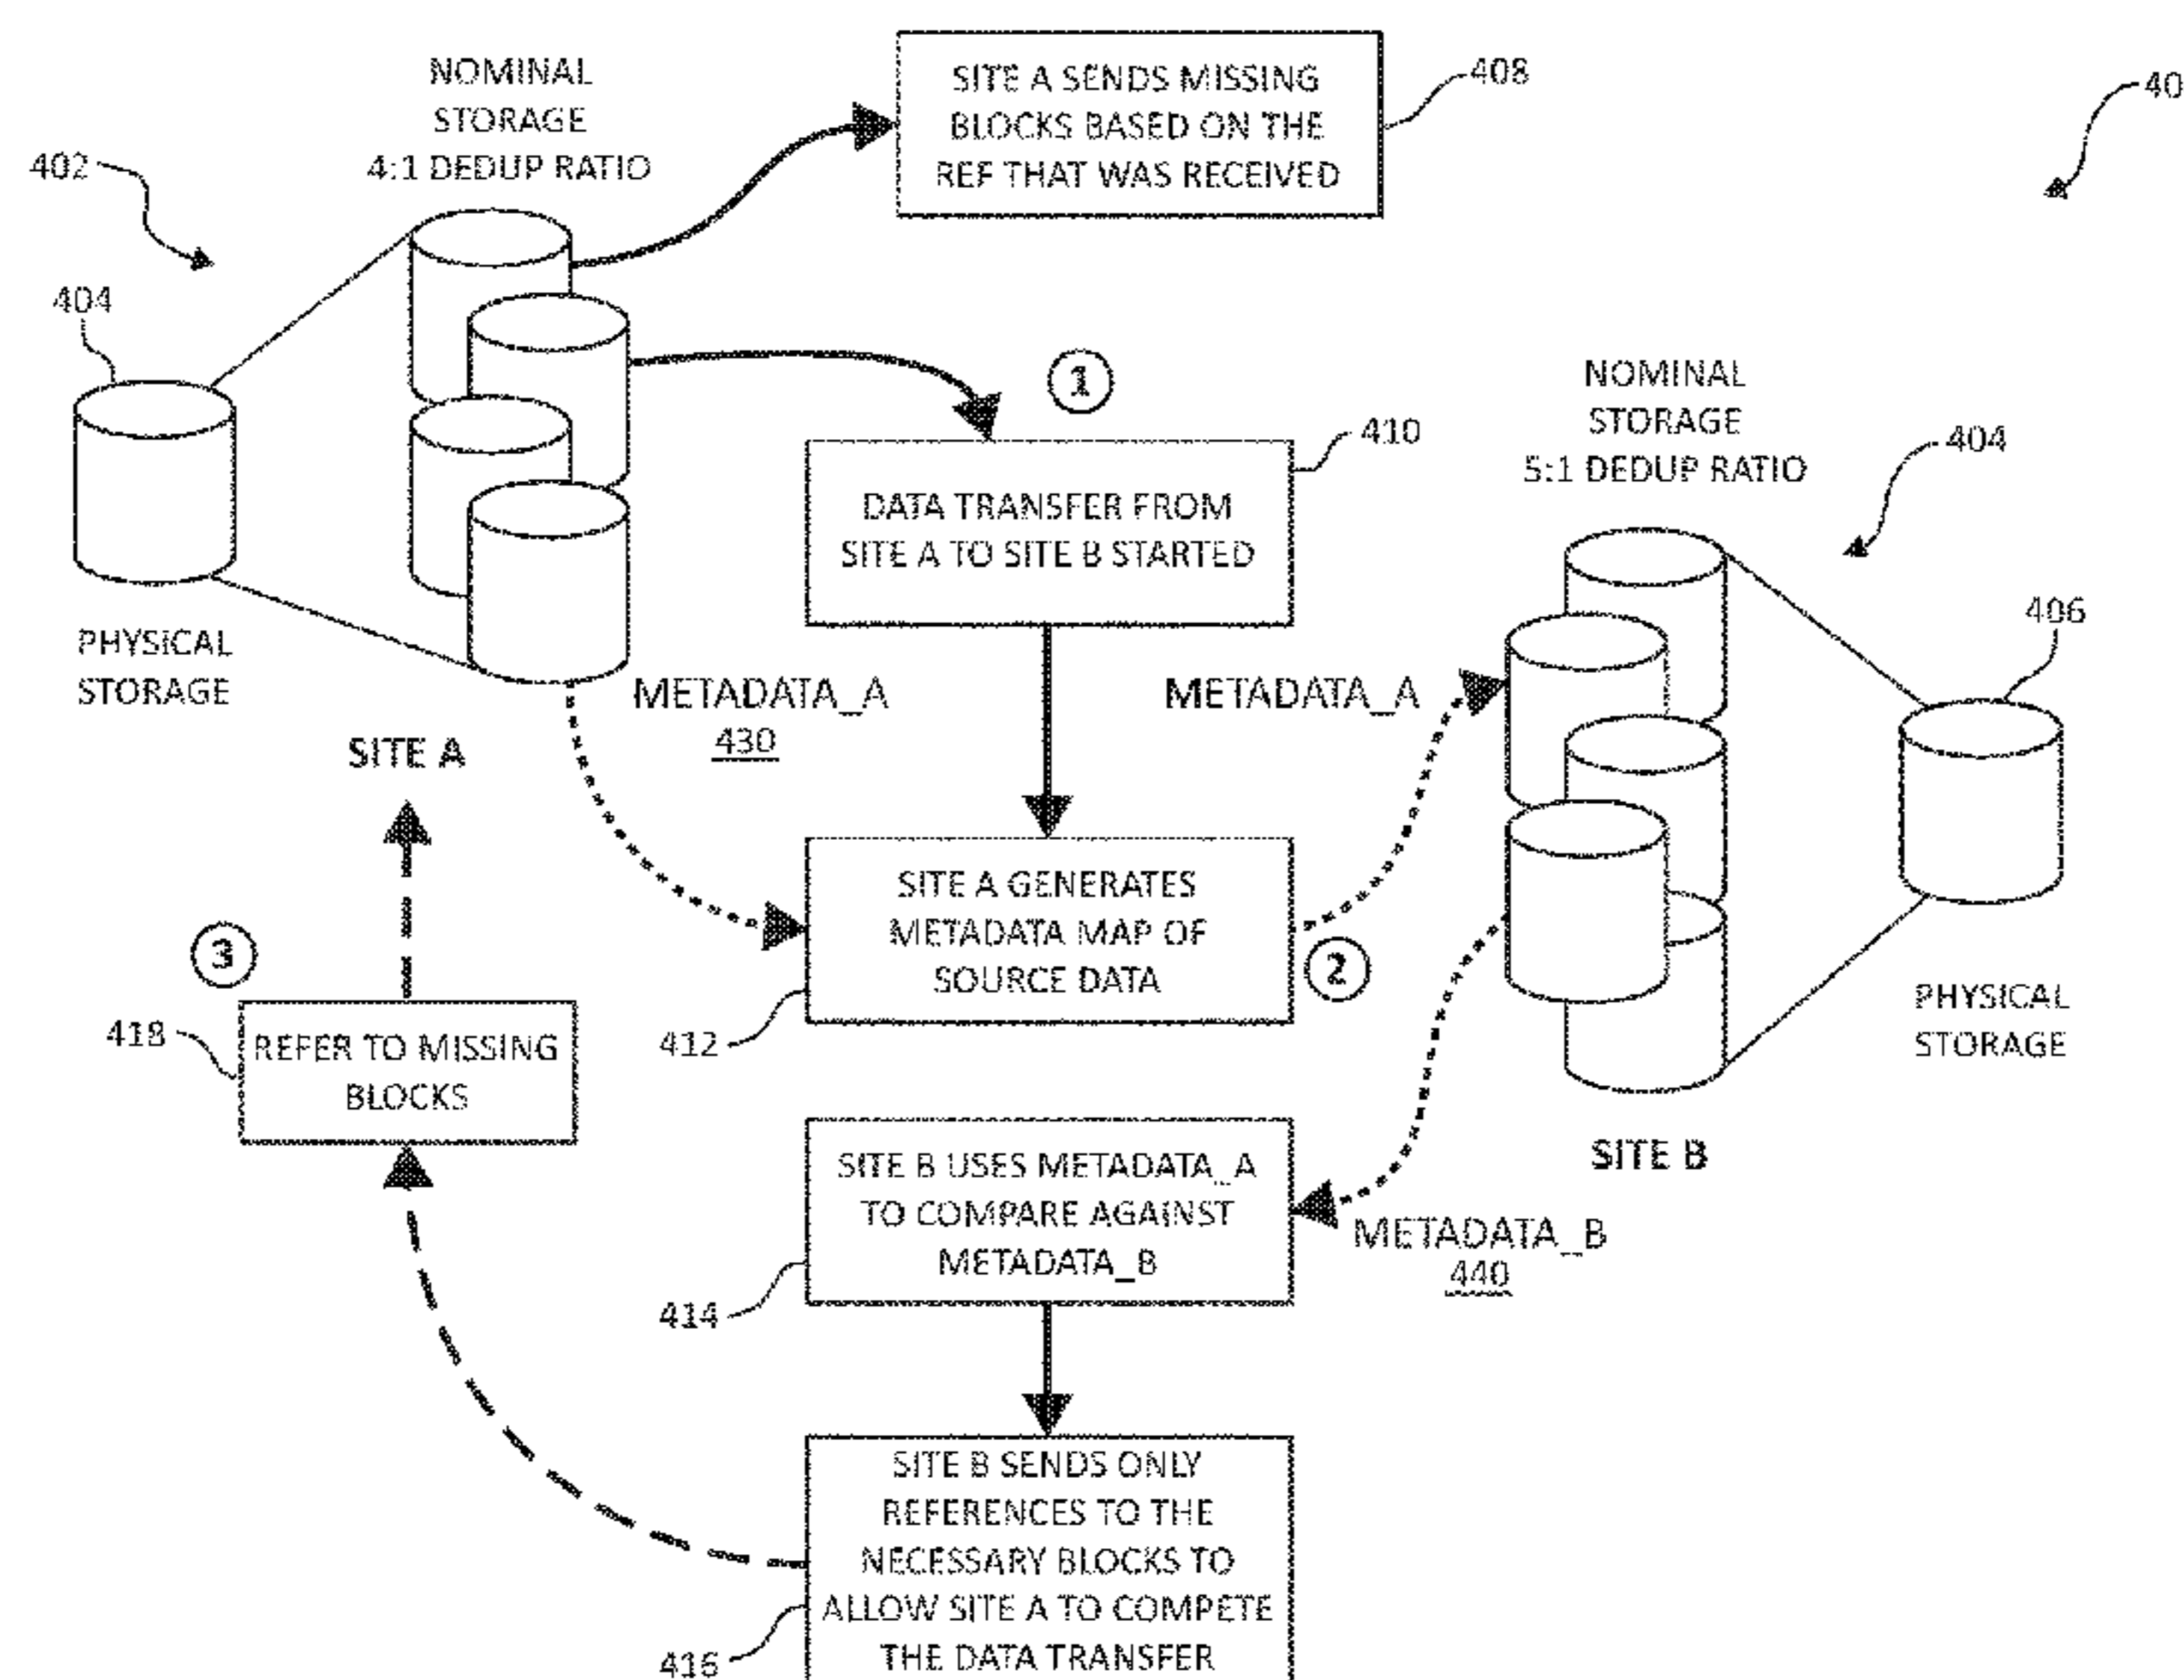 NOMINAL
STORAGE
4:1 DEDUP RATIO
402
404
PHYSICAL
STORAGE
SITE A
SITE A SENDS MISSING
BLOCKS BASED ON THE
REF THAT WAS RECEIVED
408
40
1
DATA TRANSFER FROM
SITE A TO SITE B STARTED
410
NOMINAL
STORAGE
5:1 DEDUP RATIO
404
406
METADATA_A
430
METADATA_A
SITE A GENERATES
METADATA MAP OF
SOURCE DATA
412
2
PHYSICAL
STORAGE
SITE B
3
418
REFER TO MISSING
BLOCKS
SITE B USES METADATA_A
TO COMPARE AGAINST
METADATA_B
414
METADATA_B
440
SITE B SENDS ONLY
REFERENCES TO THE
NECESSARY BLOCKS TO
ALLOW SITE A TO COMPETE
THE DATA TRANSFER
416